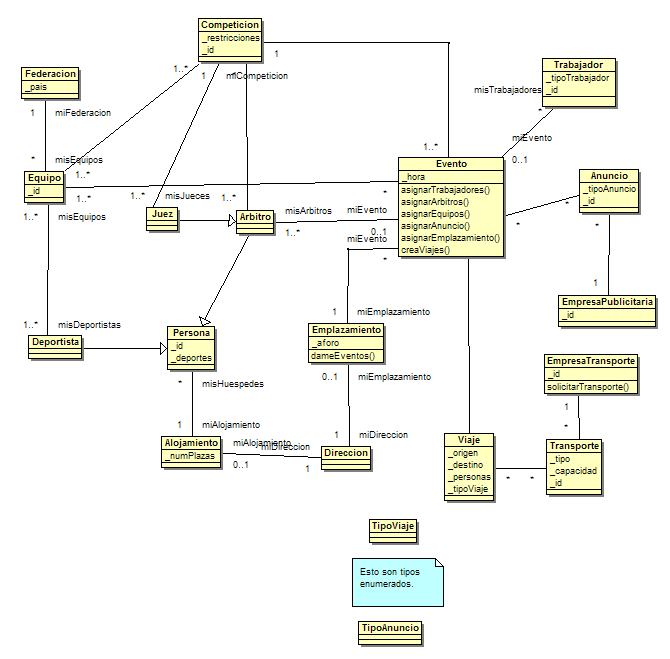 Competicion
_restricciones
_id
1
1..*
1
miCompeticion
Federacion
_pais
1
miFederacion
*
misEquipos
Trabajador
_tipoTrabajador
_id
misTrabajadores
*
miEvento
0..1
1..*
Equipo
_id
1..*
1..*
1..*
misEquipos
Evento
_hora
asignarTrabajadores()
asignarArbitros()
asignarEquipos()
asignarAnuncio()
asignarEmplazamiento()
creaViajes()
*
Anuncio
_tipoAnuncio
_id
*
*
*
1
1..*
misJueces
1..*
Juez
Arbitro
misArbitros
1..*
miEvento
0..1
miEvento
*
EmpresaPublicitaria
_id
1
miEmplazamiento
1..*
misDeportistas
Deportista
Persona
_id
_deportes
*
misHuespedes
Emplazamiento
_aforo
dameEventos()
0..1
miEmplazamiento
EmpresaTransporte
_id
solicitarTransporte()
1
*
1
miAlojamiento
Alojamiento
_numPlazas
miAlojamiento
0..1
miDireccion
1
1
miDireccion
Direccion
Viaje
_origen
_destino
_personas
_tipoViaje
*
*
Transporte
_tipo
_capacidad
_id
TipoViaje
Esto son tipos
enumerados.
TipoAnuncio